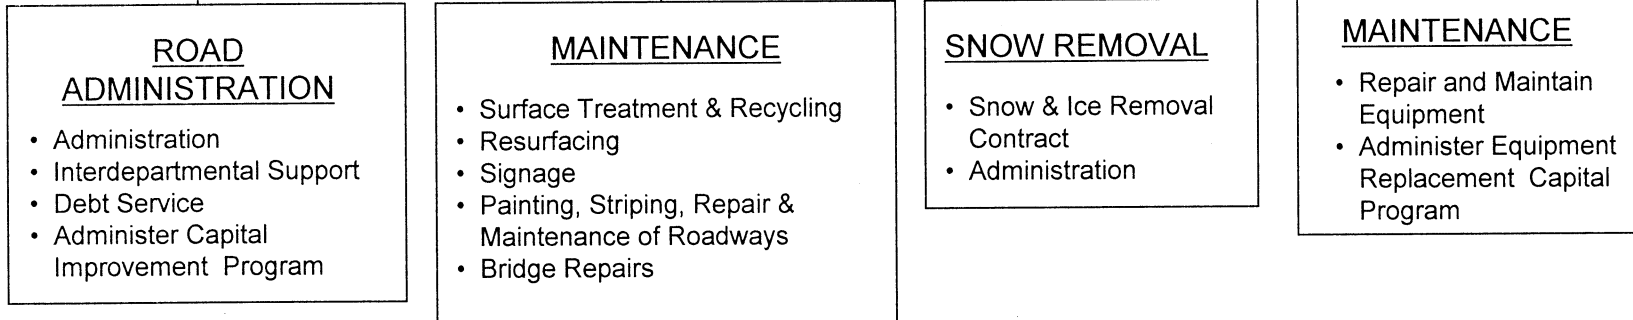 ROAD
ADMINISTRATION
• Administration
• Interdepartmental Support
• Debt Service
• Administer Capital
Improvement Program
MAINTENANCE
• Surface Treatment & Recycling
• Resurfacing
• Signage
• Painting, Striping, Repair &
Maintenance of Roadways
• Bridge Repairs
SNOW REMOVAL
• Snow & Ice Removal
Contract
• Administration
MAINTENANCE
• Repair and Maintain
Equipment
• Administer Equipment
Replacement Capital
Program